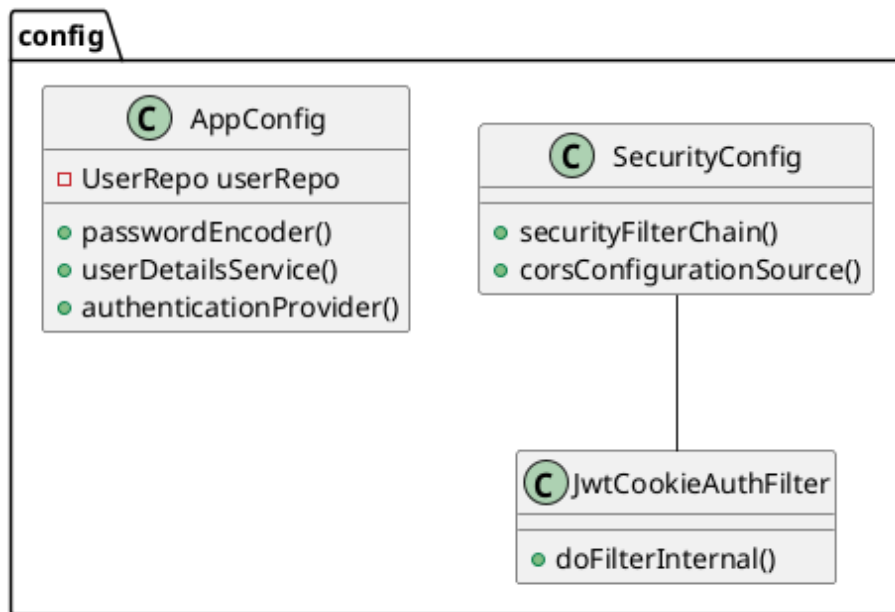 config
C AppConfig
UserRepo userRepo
passwordEncoder()
userDetailsService()
authenticationProvider()
C SecurityConfig
securityFilterChain()
corsConfigurationSource()
C JwtCookieAuthFilter
doFilterInternal()